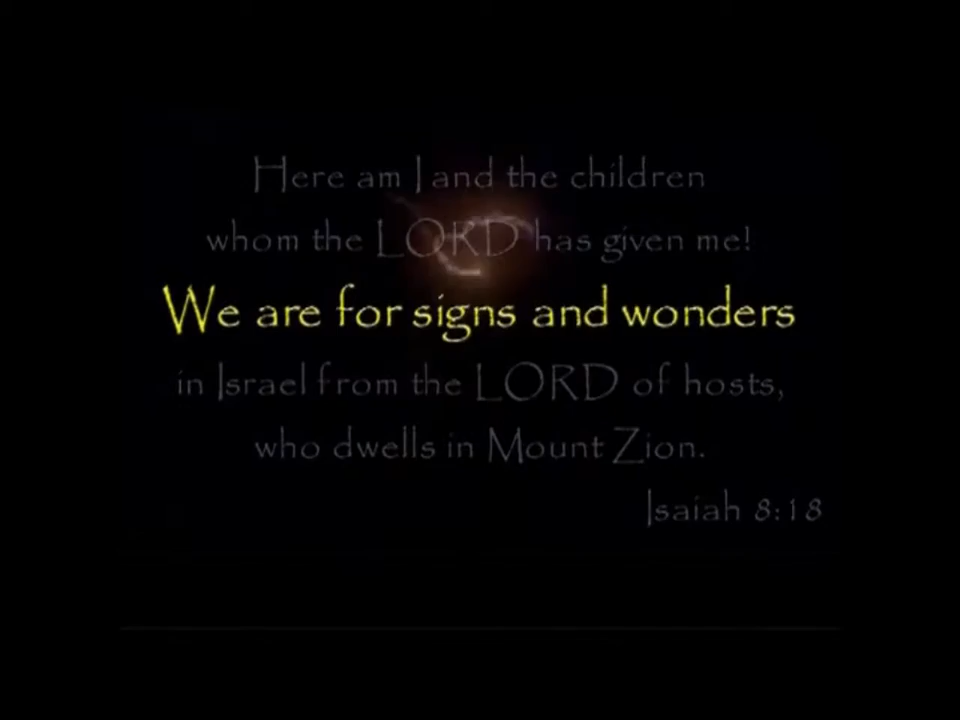 Here am I and the children
whom the LORD has given me!
We are for signs and wonders
in Israel from the LORD of hosts,
who dwells in Mount Zion.
Isaiah 8:18